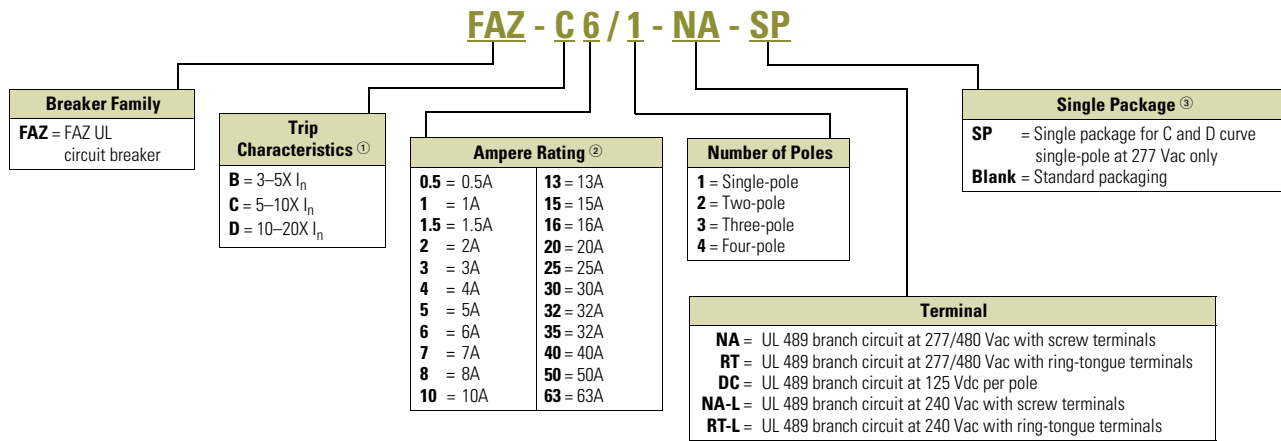 FAZ - C 6 / 1 - NA - SP
Breaker Family
FAZ = FAZ UL
circuit breaker
Trip
Characteristics ①
B = 3–5X In
C = 5–10X In
D = 10–20X In
Ampere Rating ②
0.5 = 0.5A
1 = 1A
1.5 = 1.5A
2 = 2A
3 = 3A
4 = 4A
5 = 5A
6 = 6A
7 = 7A
8 = 8A
10 = 10A
13 = 13A
15 = 15A
16 = 16A
20 = 20A
25 = 25A
30 = 30A
32 = 32A
35 = 32A
40 = 40A
50 = 50A
63 = 63A
Number of Poles
1 = Single-pole
2 = Two-pole
3 = Three-pole
4 = Four-pole
Single Package ③
SP = Single package for C and D curve
single-pole at 277 Vac only
Blank = Standard packaging
Terminal
NA = UL 489 branch circuit at 277/480 Vac with screw terminals
RT = UL 489 branch circuit at 277/480 Vac with ring-tongue terminals
DC = UL 489 branch circuit at 125 Vdc per pole
NA-L = UL 489 branch circuit at 240 Vac with screw terminals
RT-L = UL 489 branch circuit at 240 Vac with ring-tongue terminals